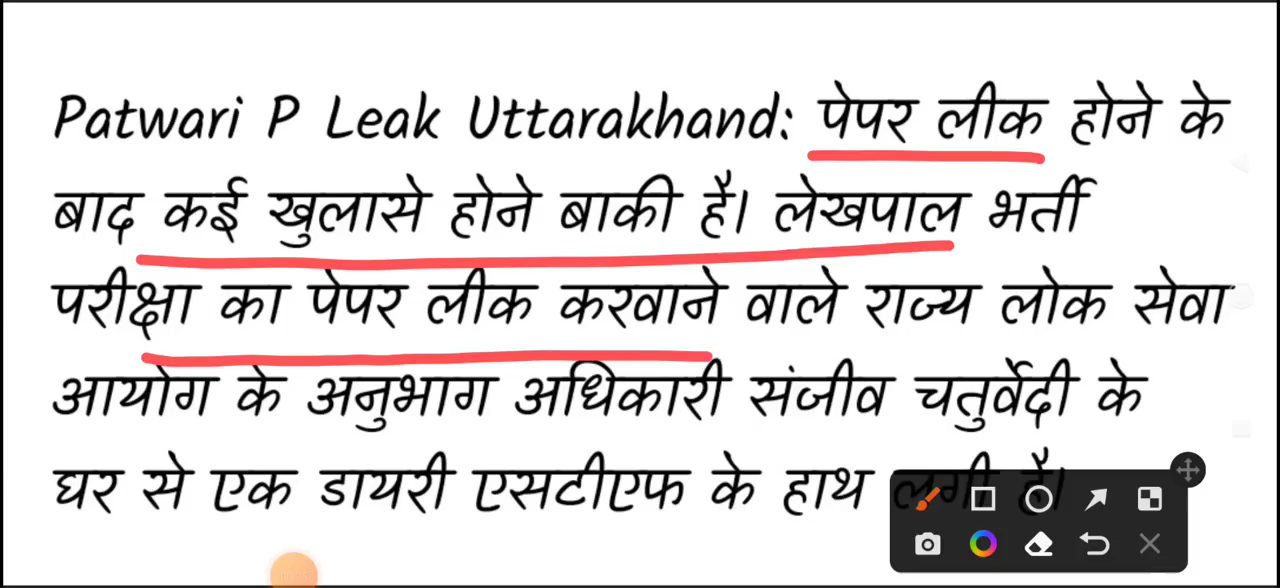 Patwari P Leak Uttarakhand: पेपर लीक होने के
बाद कई खुलासे होने बाकी है। लेखपाल भर्ती
परीक्षा का पेपर लीक करवाने वाले राज्य लोक सेवा
आयोग के अनुभाग अधिकारी संजीव चतुर्वेदी के
घर से एक डायरी एसटीएफ के हाथ लगी है।